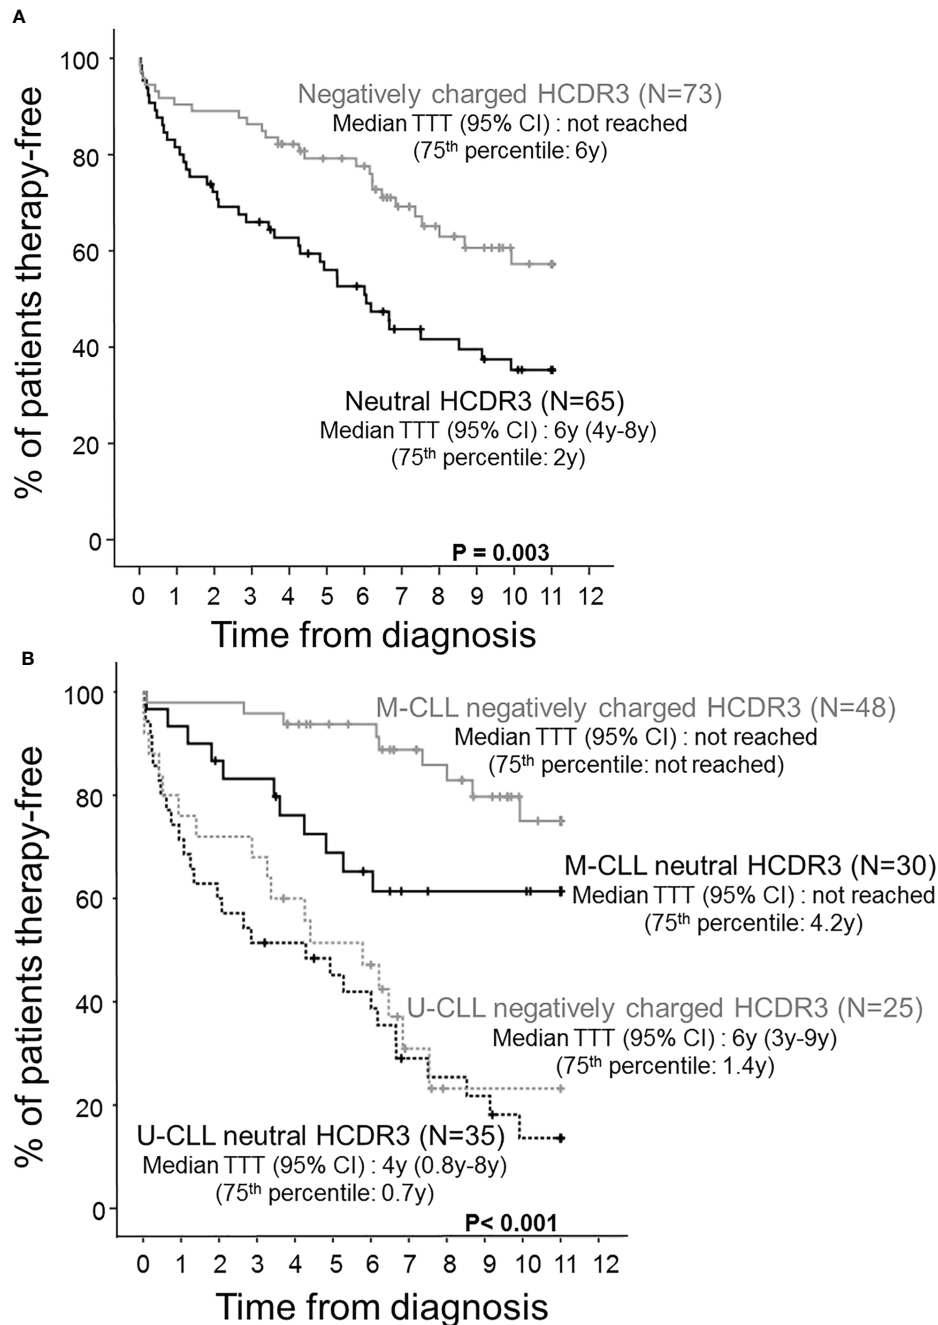 A
% of patients therapy-free
100
80
60
40
20
0
Negatively charged HCDR3 (N=73)
Median TTT (95% CI) : not reached
(75th percentile: 6y)
Neutral HCDR3 (N=65)
Median TTT (95% CI) : 6y (4y-8y)
(75th percentile: 2y)
P = 0.003
0 1 2 3 4 5 6 7 8 9 10 11 12
Time from diagnosis
B
% of patients therapy-free
100
80
60
40
20
0
M-CLL negatively charged HCDR3 (N=48)
Median TTT (95% CI) : not reached
(75th percentile: not reached)
M-CLL neutral HCDR3 (N=30)
Median TTT (95% CI) : not reached
(75th percentile: 4.2y)
U-CLL negatively charged HCDR3 (N=25)
Median TTT (95% CI) : 6y (3y-9y)
(75th percentile: 1.4y)
U-CLL neutral HCDR3 (N=35)
Median TTT (95% CI) : 4y (0.8y-8y)
(75th percentile: 0.7y)
P< 0.001
0 1 2 3 4 5 6 7 8 9 10 11 12
Time from diagnosis